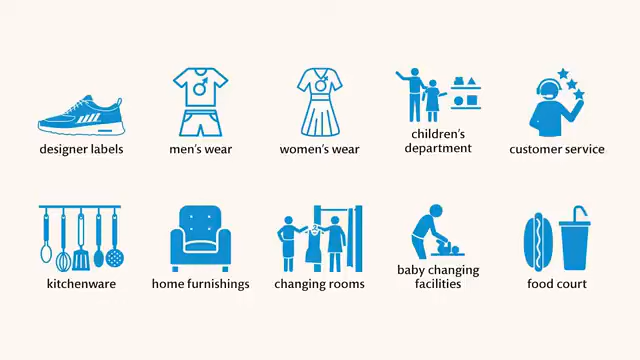 designer labels
men's wear
women's wear
children's
department
customer service
kitchenware
home furnishings
changing rooms
baby changing
facilities
food court